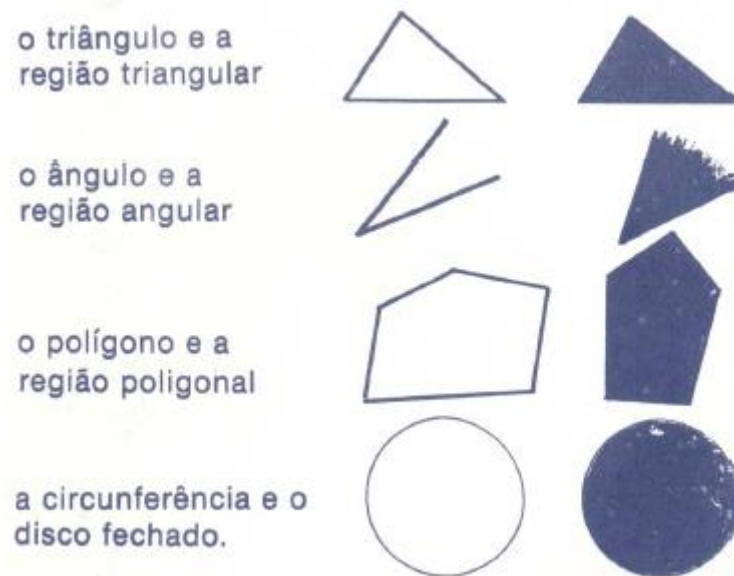 o triângulo e a
região triangular
o ângulo e a
região angular
o polígono e a
região poligonal
a circunferência e o
disco fechado.